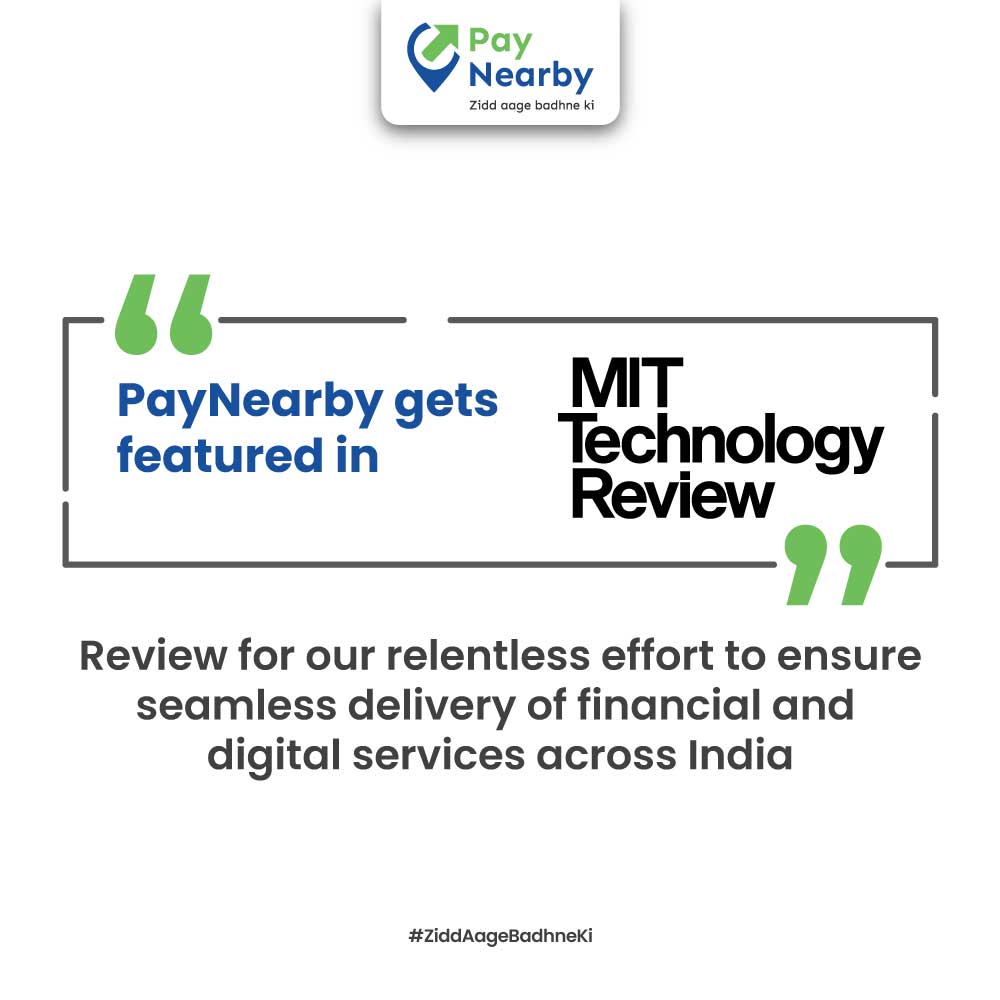 Pay
Nearby
Zidd aage badhne ki
“
PayNearby gets
featured in
MIT
Technology
Review
”
Review for our relentless effort to ensure
seamless delivery of financial and
digital services across India
#ZiddAageBadhneKi